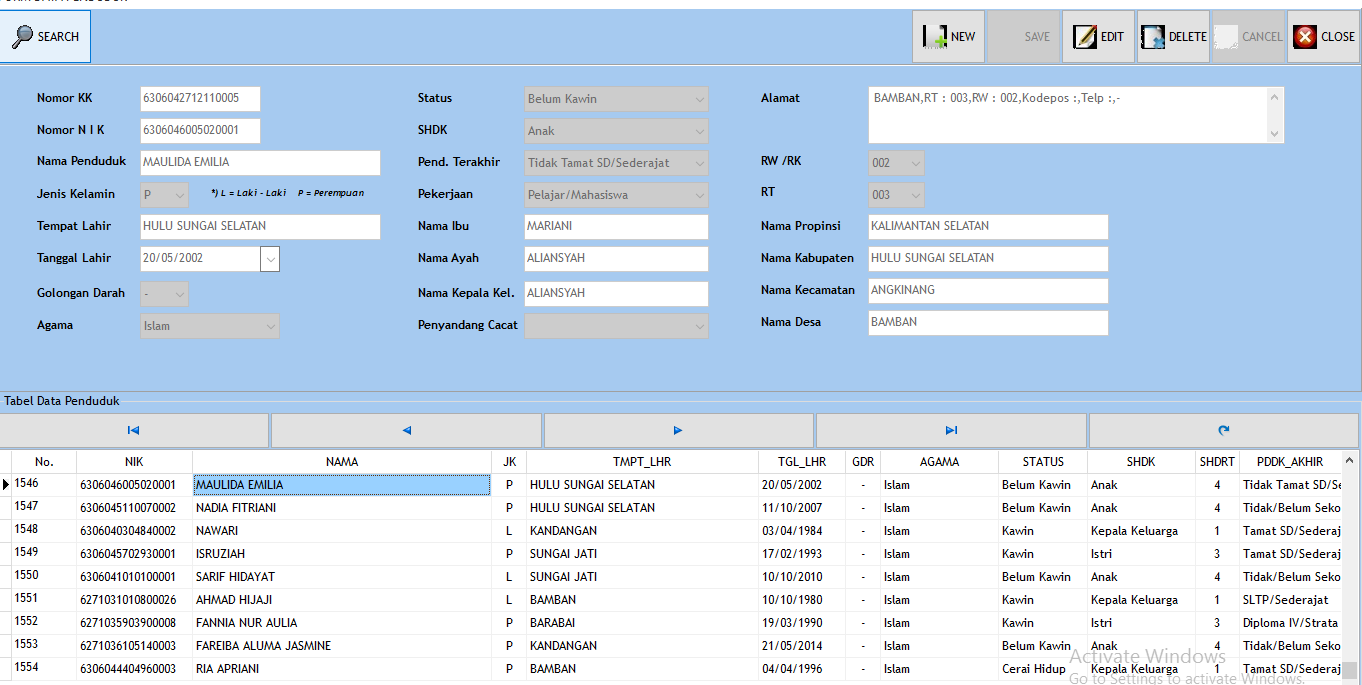 SEARCH NEW SAVE EDIT DELETE CANCEL CLOSE
Nomor KK 6306042712110005 Status Belum Kawin Alamat BAMBAN,RT : 003,RW : 002,Kodepos :,Telp :,-
Nomor N I K 6306046005020001 SHDK Anak
Nama Penduduk MAULIDA EMILIA Pend. Terakhir Tidak Tamat SD/Sederajat RW /RK 002
Jenis Kelamin P *) L = Laki - Laki P = Perempuan Pekerjaan Pelajar/Mahasiswa RT 003
Tempat Lahir HULU SUNGAI SELATAN Nama Ibu MARIANI Nama Propinsi KALIMANTAN SELATAN
Tanggal Lahir 20/05/2002 Nama Ayah ALIANSYAH Nama Kabupaten HULU SUNGAI SELATAN
Golongan Darah - Nama Kepala Kel. ALIANSYAH Nama Kecamatan ANGKINANG
Agama Islam Penyandang Cacat Nama Desa BAMBAN
Tabel Data Penduduk
No. NIK NAMA JK TMPT_LHR TGL_LHR GDR AGAMA STATUS SHDK SHDRT PDDK_AKHIR
1546 6306046005020001 MAULIDA EMILIA P HULU SUNGAI SELATAN 20/05/2002 - Islam Belum Kawin Anak 4 Tidak Tamat SD/Se
1547 6306045110070002 NADIA FITRIANI P HULU SUNGAI SELATAN 11/10/2007 - Islam Belum Kawin Anak 4 Tidak/Belum Seko
1548 6306040304840002 NAWARI L KANDANGAN 03/04/1984 - Islam Kawin Kepala Keluarga 1 Tamat SD/Sederaj
1549 6306045702930001 ISRUZIAH P SUNGAI JATI 17/02/1993 - Islam Kawin Istri 3 Tamat SD/Sederaj
1550 6306041010100001 SARIF HIDAYAT L SUNGAI JATI 10/10/2010 - Islam Belum Kawin Anak 4 Tidak/Belum Seko
1551 6271031010800026 AHMAD HIJAJI L BAMBAN 10/10/1980 - Islam Kawin Kepala Keluarga 1 SLTP/Sederajat
1552 6271035903900008 FANNIA NUR AULIA P BARABAI 19/03/1990 - Islam Kawin Istri 3 Diploma IV/Strata
1553 6271036105140003 FAREIBA ALUMA JASMINE P KANDANGAN 21/05/2014 - Islam Belum Kawin Anak 4 Tidak/Belum Seko
1554 6306044404960003 RIA APRIANI P BAMBAN 04/04/1996 - Islam Cerai Hidup Kepala Keluarga 1 Tamat SD/Sederaj
Activate Windows
Go to Settings to activate Windows.